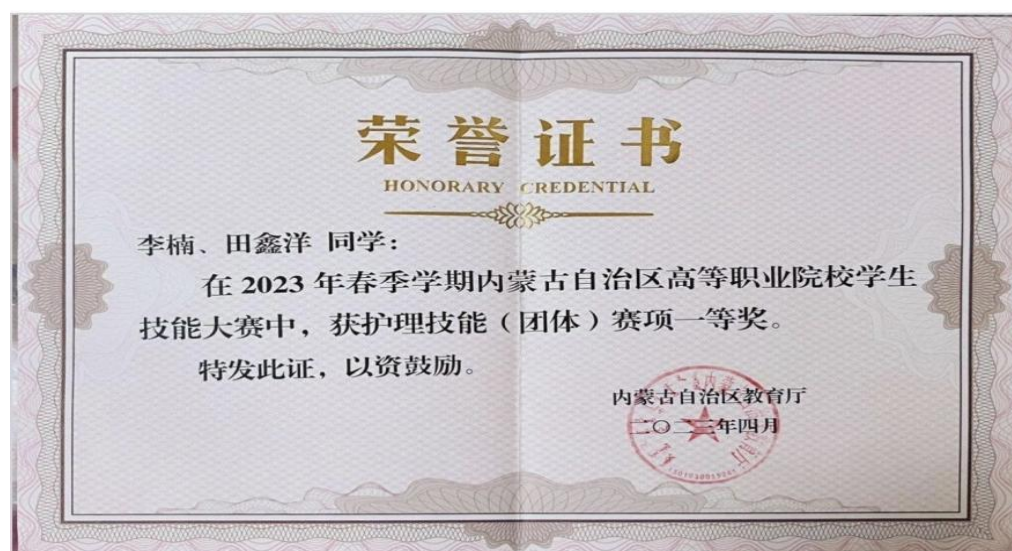 荣誉证书
HONORARY CREDENTIAL
李楠、田鑫洋 同学：
在 2023 年春季学期内蒙古自治区高等职业院校学生
技能大赛中，获护理技能（团体）赛项一等奖。
特发此证，以资鼓励。
内蒙古自治区教育厅
二〇二三年四月